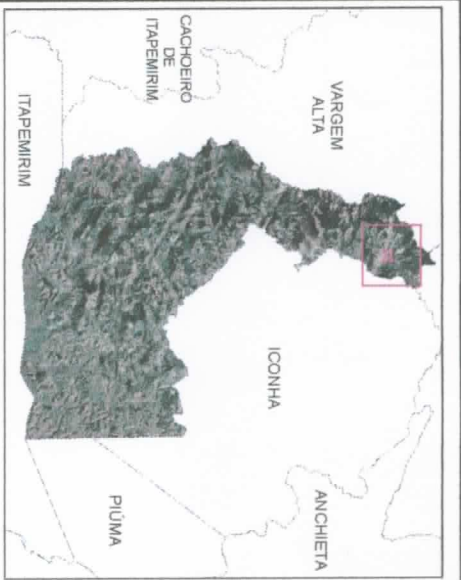 VARGEM
ALTA
CACHOEIRO
DE
ITAPEMIRIM
ITAPEMIRIM
ICONHA
ANCHIETA
PIÚMA